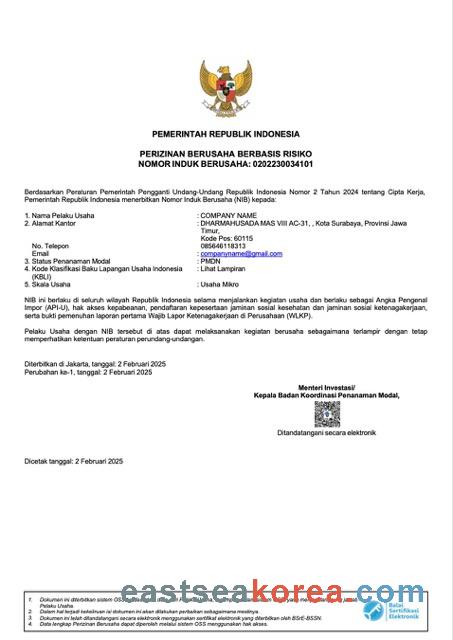 PEMERINTAH REPUBLIK INDONESIA
PERIZINAN BERUSAHA BERBASIS RISIKO
NOMOR INDUK BERUSAHA: 0202230034101
Berdasarkan Peraturan Pemerintah Pengganti Undang-Undang Republik Indonesia Nomor 2 Tahun 2024 tentang Cipta Kerja,
Pemerintah Republik Indonesia menerbitkan Nomor Induk Berusaha (NIB) kepada:
1. Nama Pelaku Usaha : COMPANY NAME
2. Alamat Kantor : DHARMAHUSADA MAS VIII AC-31, , Kota Surabaya, Provinsi Jawa
Timur,
Kode Pos: 60115
No. Telepon 085646118313
Email : companyname@gmail.com
3. Status Penanaman Modal : PMDN
4. Kode Klasifikasi Baku Lapangan Usaha Indonesia : Lihat Lampiran
(KBLI)
5. Skala Usaha : Usaha Mikro
NIB ini berlaku di seluruh wilayah Republik Indonesia selama menjalankan kegiatan usaha dan berlaku sebagai Angka Pengenal
Impor (API-U), hak akses kepabeanan, pendaftaran kepesertaan jaminan sosial kesehatan dan jaminan sosial ketenagakerjaan,
serta bukti pemenuhan laporan pertama Wajib Lapor Ketenagakerjaan di Perusahaan (WLKP).
Pelaku Usaha dengan NIB tersebut di atas dapat melaksanakan kegiatan berusaha sebagaimana terlampir dengan tetap
memperhatikan ketentuan peraturan perundang-undangan.
Diterbitkan di Jakarta, tanggal: 2 Februari 2025
Perubahan ke-1, tanggal: 2 Februari 2025
Menteri Investasi/
Kepala Badan Koordinasi Penanaman Modal,
Ditandatangani secara elektronik
Dicetak tanggal: 2 Februari 2025
eastseakorea.com
1. Dokumen ini diterbitkan sistem OSS
Pelaku Usaha.
2. Dalam hal terjadi kekeliruan isi dokumen ini akan dilakukan perbaikan sebagaimana mestinya.
3. Dokumen ini telah ditandatangani secara elektronik menggunakan sertifikat elektronik yang diterbitkan oleh BSrE-BSSN.
4. Data lengkap Perizinan Berusaha dapat diperoleh melalui sistem OSS menggunakan hak akses.
Balai
Sertifikasi
Elektronik